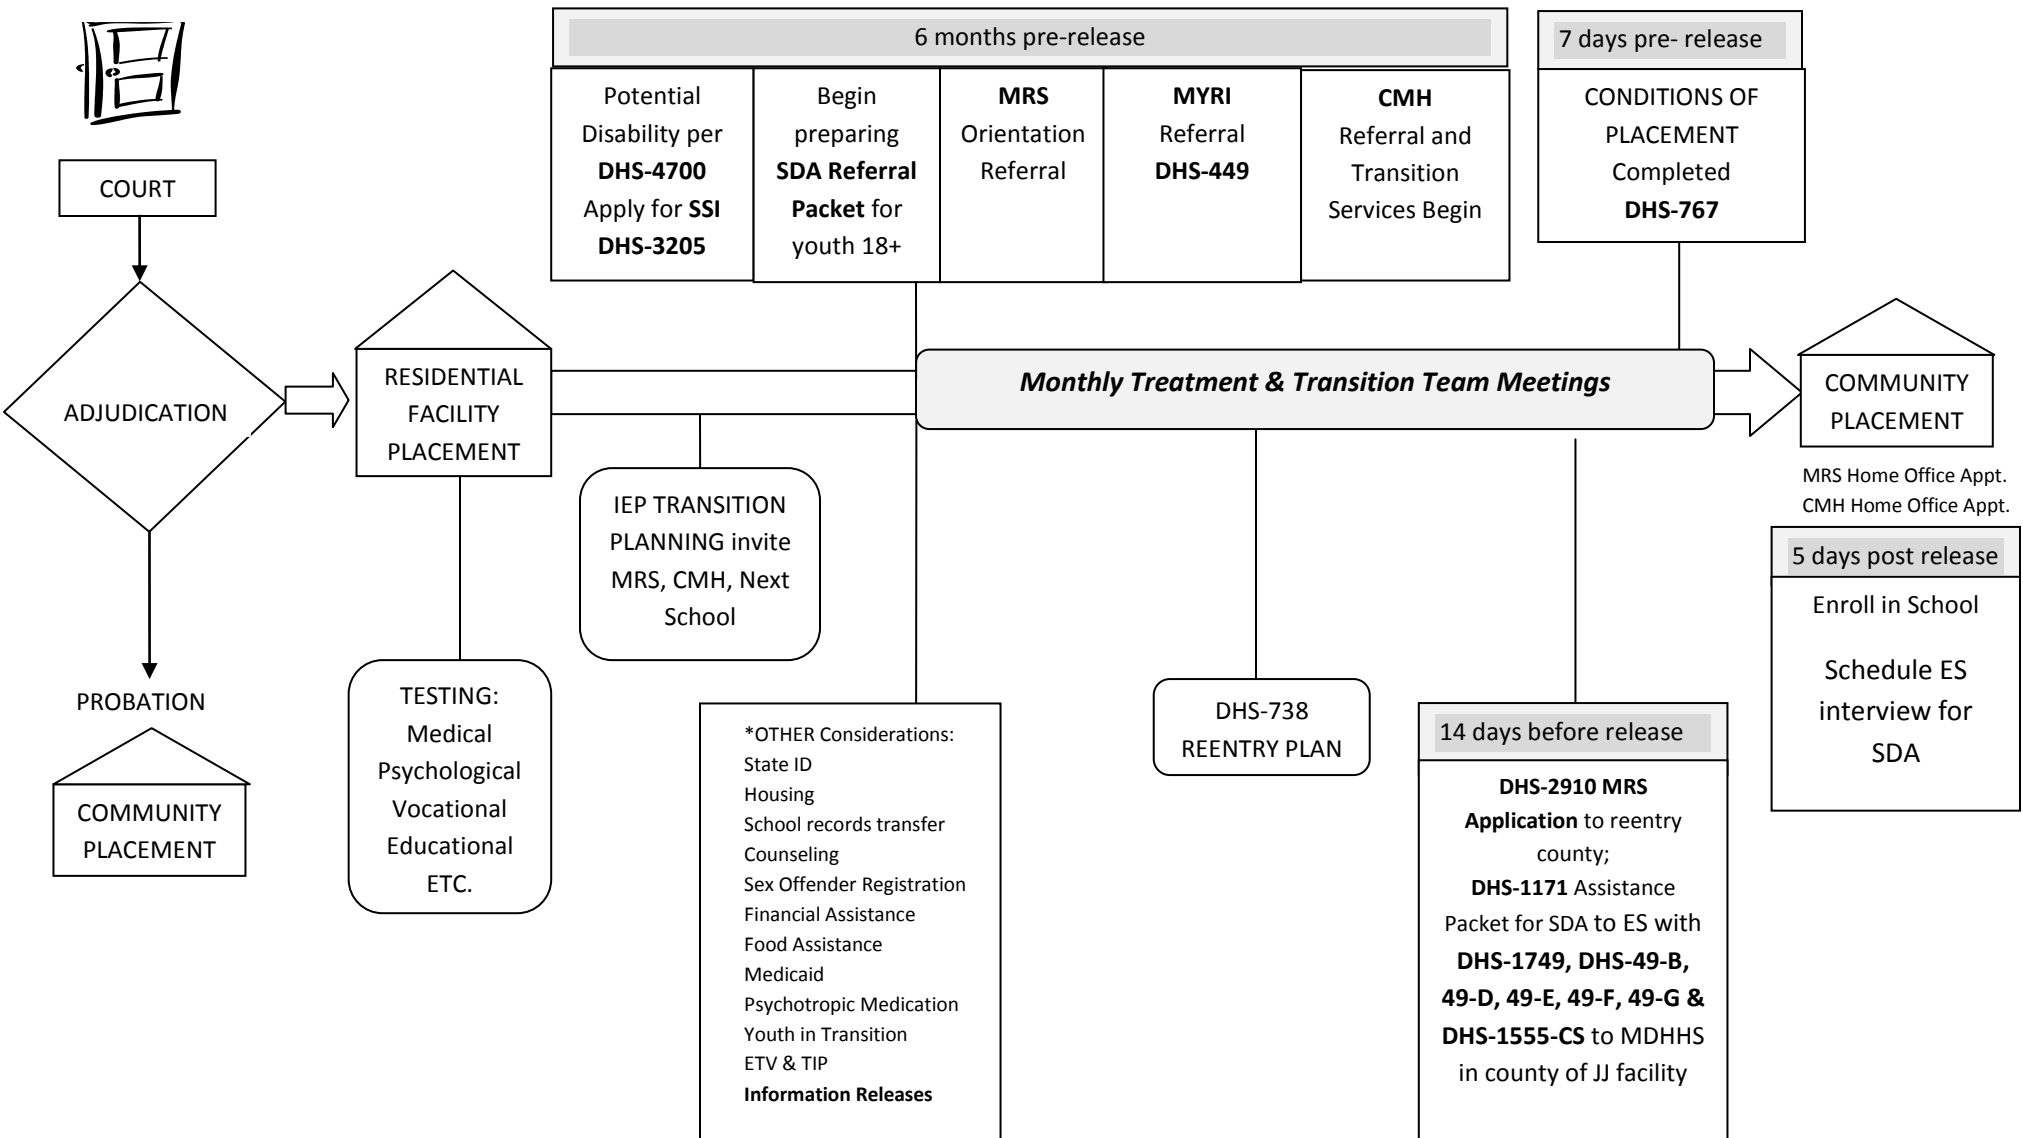 6 months pre-release
7 days pre- release
Potential
Disability per
DHS-4700
Apply for SSI
DHS-3205
Begin
preparing
SDA Referral
Packet for
youth 18+
MRS
Orientation
Referral
MYRI
Referral
DHS-449
CMH
Referral and
Transition
Services Begin
CONDITIONS OF
PLACEMENT
Completed
DHS-767
COURT
ADJUDICATION
RESIDENTIAL
FACILITY
PLACEMENT
Monthly Treatment & Transition Team Meetings
COMMUNITY
PLACEMENT
MRS Home Office Appt.
CMH Home Office Appt.
5 days post release
Enroll in School
Schedule ES
interview for
SDA
IEP TRANSITION
PLANNING invite
MRS, CMH, Next
School
PROBATION
COMMUNITY
PLACEMENT
TESTING:
Medical
Psychological
Vocational
Educational
ETC.
*OTHER Considerations:
State ID
Housing
School records transfer
Counseling
Sex Offender Registration
Financial Assistance
Food Assistance
Medicaid
Psychotropic Medication
Youth in Transition
ETV & TIP
Information Releases
DHS-738
REENTRY PLAN
14 days before release
DHS-2910 MRS
Application to reentry
county;
DHS-1171 Assistance
Packet for SDA to ES with
DHS-1749, DHS-49-B,
49-D, 49-E, 49-F, 49-G &
DHS-1555-CS to MDHHS
in county of JJ facility